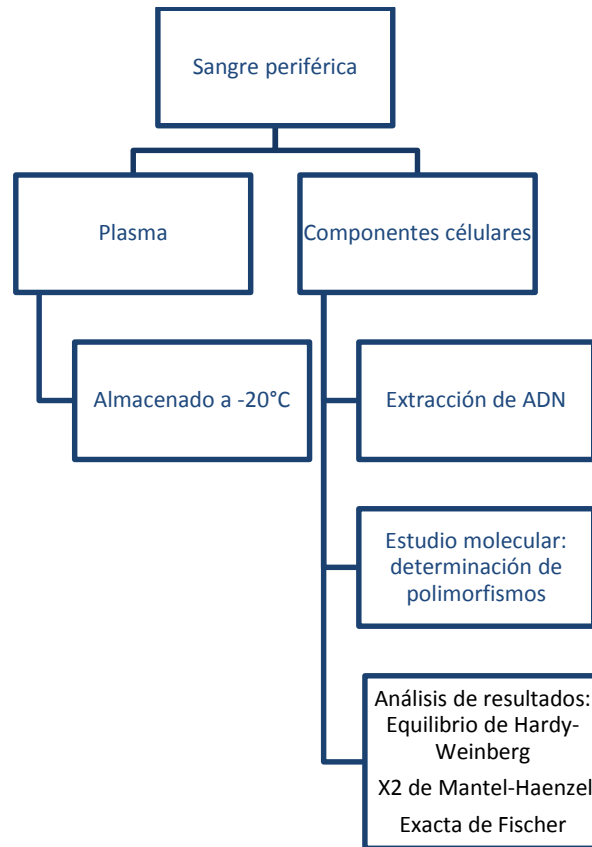 Sangre periférica
Plasma
Componentes célulares
Almacenado a -20°C
Extracción de ADN
Estudio molecular:
determinación de
polimorfismos
Análisis de resultados:
Equilibrio de Hardy-
Weinberg
X2 de Mantel-Haenzel
Exacta de Fischer